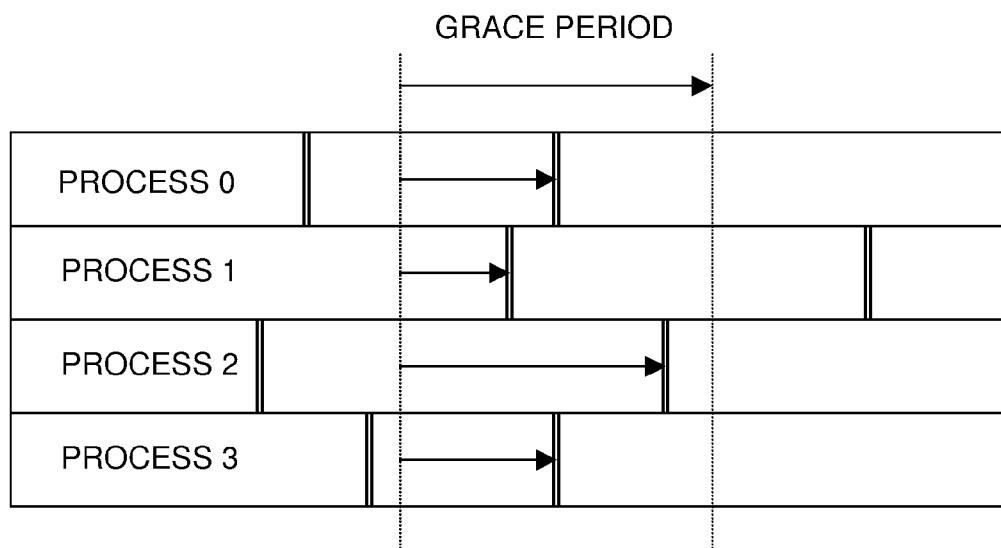 GRACE PERIOD
PROCESS 0
PROCESS 1
PROCESS 2
PROCESS 3